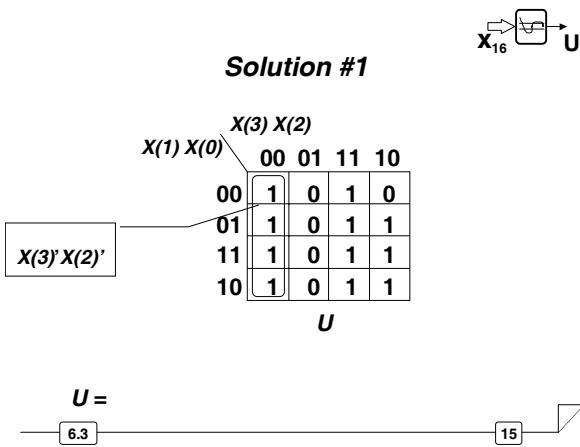 X16 U
Solution #1
X(3) X(2)
X(1) X(0)
00 01 11 10
00 1 0 1 0
01 1 0 1 1
11 1 0 1 1
10 1 0 1 1
X(3)' X(2)'
U
U =
6.3 15